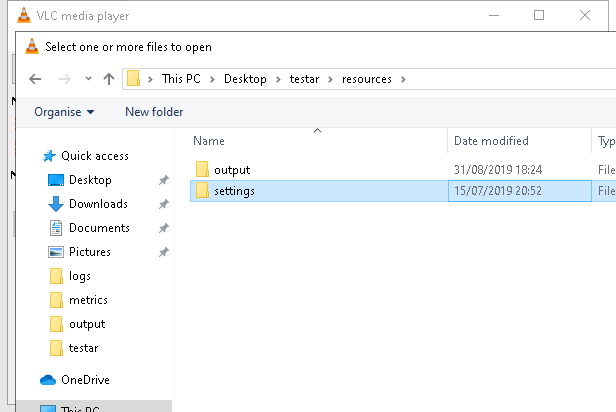 VLC media player
Select one or more files to open
This PC > Desktop > testar > resources >
Organise New folder
Name Date modified
Quick access
output 31/08/2019 18:24 File
Desktop
settings 15/07/2019 20:52 File
Downloads
Documents
Pictures
logs
metrics
output
testar
OneDrive
This PC